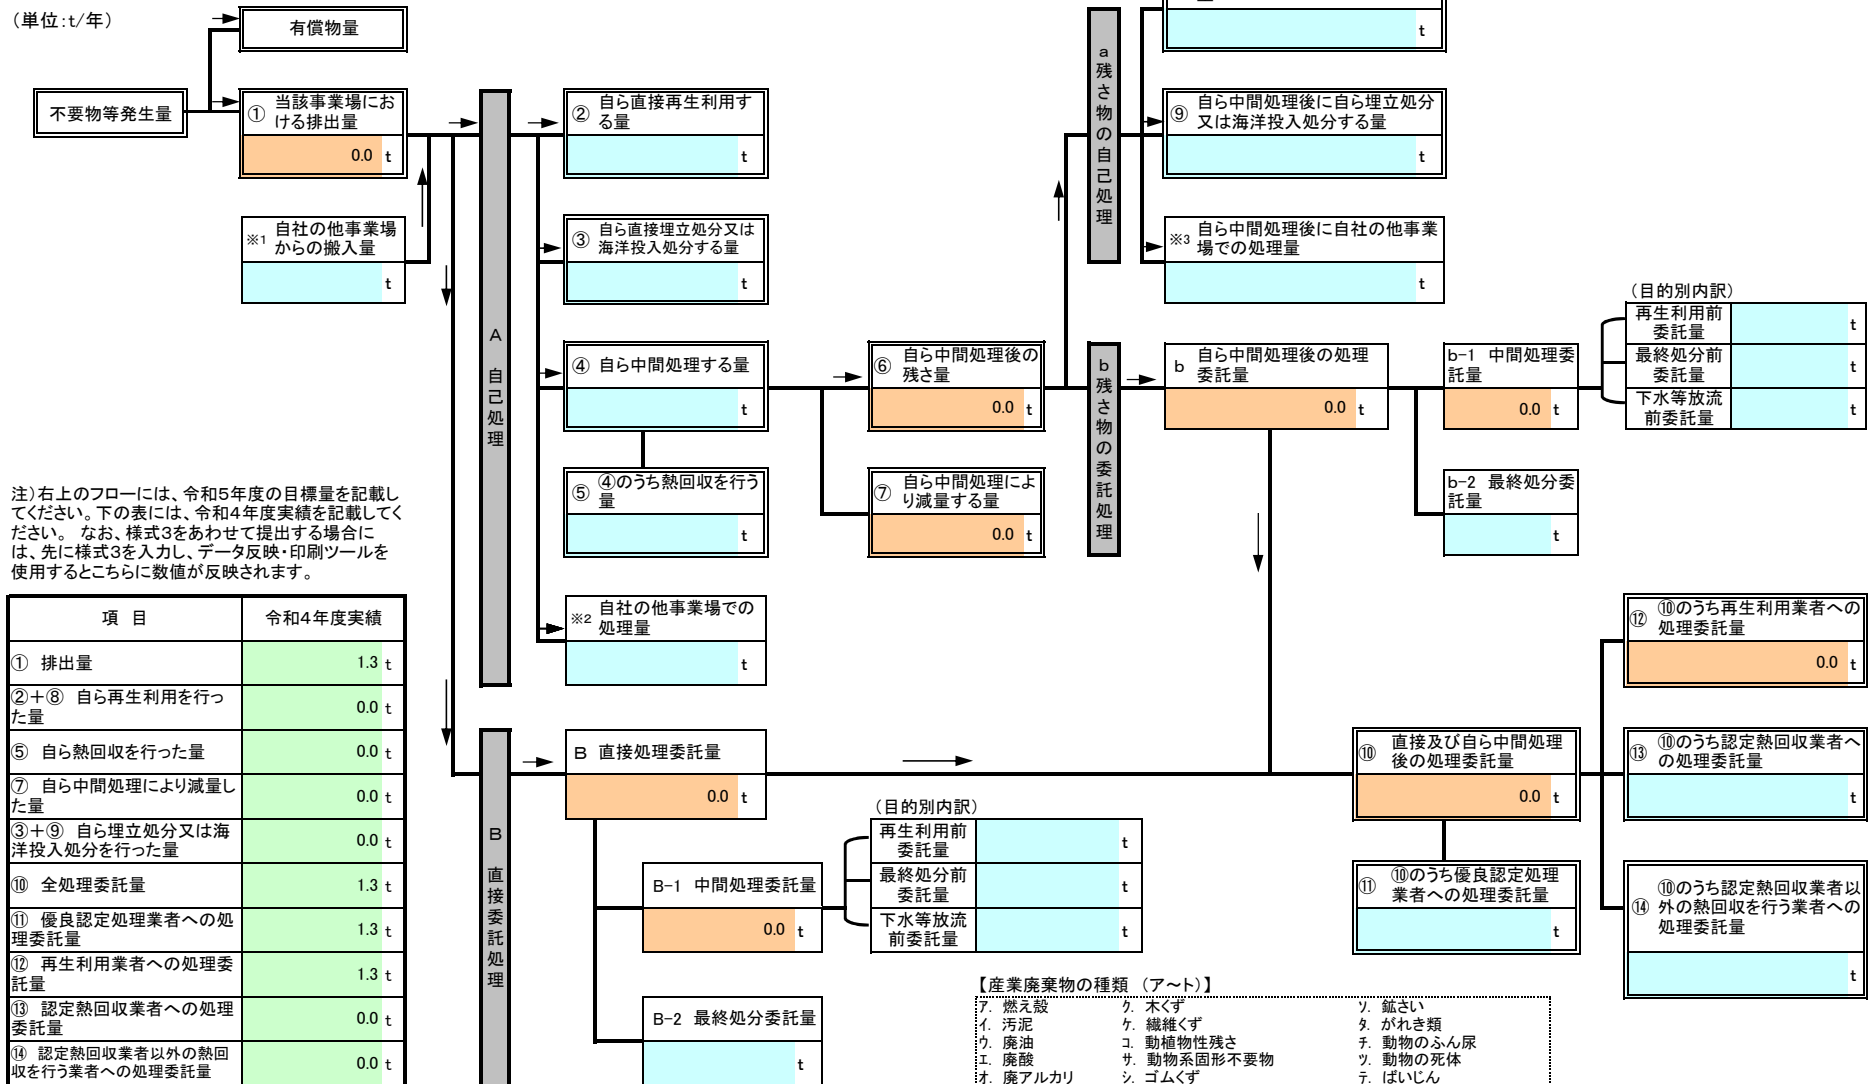 （単位：t/年）
有償物量
不要物等発生量
① 当該事業場にお
ける排出量
0.0 t
※1 自社の他事業場
からの搬入量
t
A 自己処理
② 自ら直接再生利用す
る量
t
③ 自ら直接埋立処分又は
海洋投入処分する量
t
④ 自ら中間処理する量
t
⑤ ④のうち熱回収を行う
量
t
※2 自社の他事業場での
処理量
t
⑥ 自ら中間処理後の
残さ量
0.0 t
⑦ 自ら中間処理によ
り減量する量
0.0 t
a 残さ物の自己処理
t
⑨ 自ら中間処理後に自ら埋立処分
又は海洋投入処分する量
t
※3 自ら中間処理後に自社の他事業
場での処理量
t
b 残さ物の委託処理
b 自ら中間処理後の処理
委託量
0.0 t
b-1 中間処理委
託量
0.0 t
b-2 最終処分委
託量
t
（目的別内訳）
再生利用前
委託量
t
最終処分前
委託量
t
下水等放流
前委託量
t
注）右上のフローには、令和5年度の目標量を記載し
てください。下の表には、令和4年度実績を記載してく
ださい。 なお、様式3をあわせて提出する場合に
は、先に様式3を入力し、データ反映・印刷ツールを
使用するとこちらに数値が反映されます。
項 目 令和4年度実績
① 排出量 1.3 t
②＋⑧ 自ら再生利用を行っ
た量 0.0 t
⑤ 自ら熱回収を行った量 0.0 t
⑦ 自ら中間処理により減量し
た量 0.0 t
③＋⑨ 自ら埋立処分又は海
洋投入処分を行った量 0.0 t
⑩ 全処理委託量 1.3 t
⑪ 優良認定処理業者への処
理委託量 1.3 t
⑫ 再生利用業者への処理委
託量 1.3 t
⑬ 認定熱回収業者への処理
委託量 0.0 t
⑭ 認定熱回収業者以外の熱回
収を行う業者への処理委託量 0.0 t
B 直接委託処理
B 直接処理委託量
0.0 t
B-1 中間処理委託量
0.0 t
B-2 最終処分委託量
t
（目的別内訳）
再生利用前
委託量
t
最終処分前
委託量
t
下水等放流
前委託量
t
⑩ 直接及び自ら中間処理
後の処理委託量
0.0 t
⑪ ⑩のうち優良認定処理
業者への処理委託量
t
⑫ ⑩のうち再生利用業者への
処理委託量
0.0 t
⑬ ⑩のうち認定熱回収業者へ
の処理委託量
t
⑭ ⑩のうち認定熱回収業者以
外の熱回収を行う業者への
処理委託量
t
【産業廃棄物の種類 （ア～ト）】
ア. 燃え殻 ク. 木くず ソ. 鉱さい
イ. 汚泥 ケ. 繊維くず タ. がれき類
ウ. 廃油 コ. 動植物性残さ チ. 動物のふん尿
エ. 廃酸 サ. 動物系固形不要物 ツ. 動物の死体
オ. 廃アルカリ シ. ゴムくず テ. ばいじん